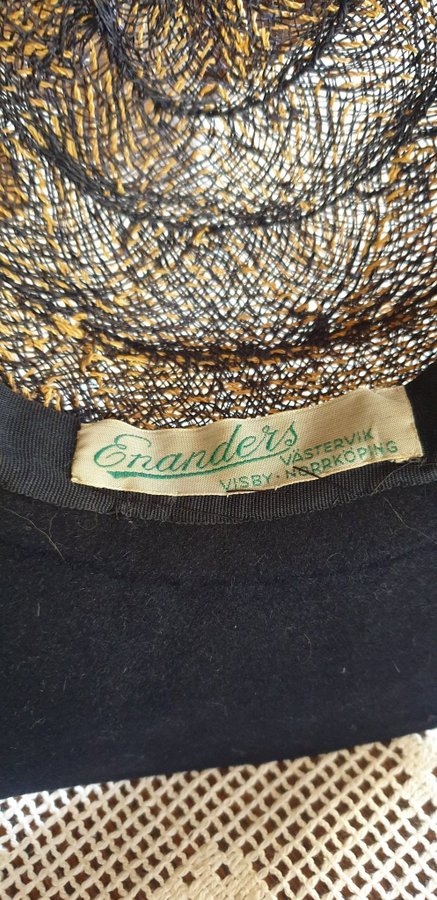 Enanders
VÄSTERVIK
VISBY · NORRKÖPING